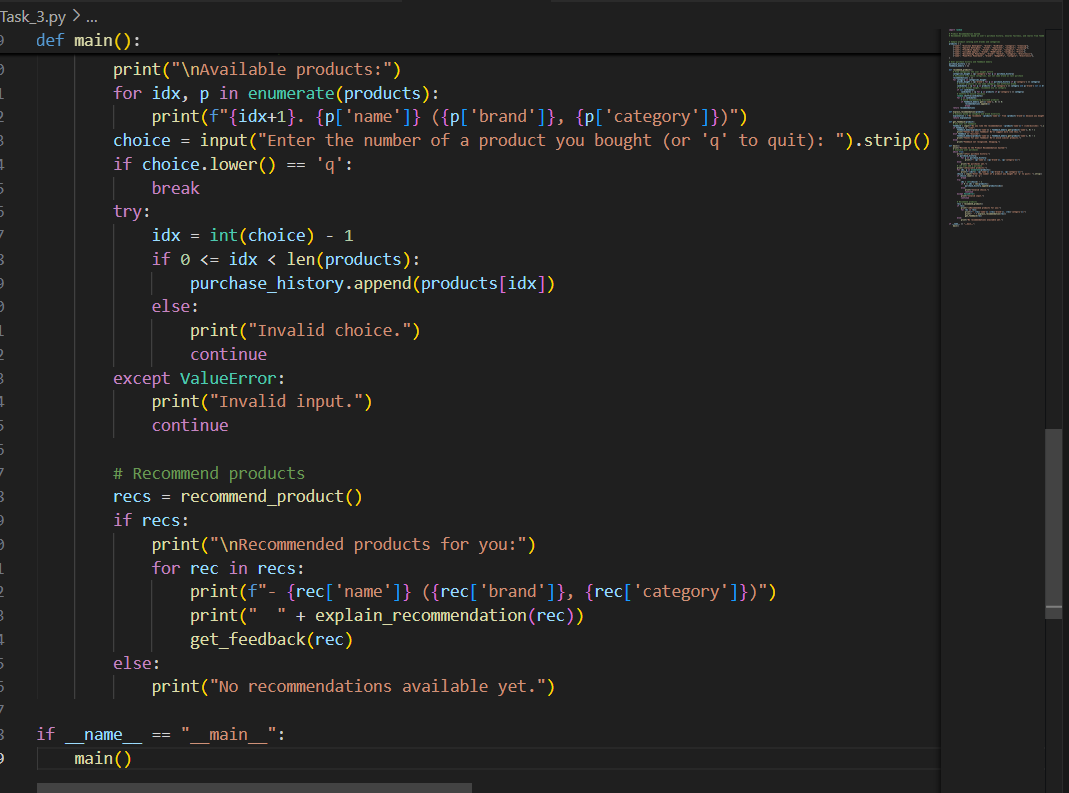 Task_3.py > ...
def main():
        print("\nAvailable products:")
        for idx, p in enumerate(products):
            print(f"{idx+1}. {p['name']} ({p['brand']}, {p['category']})")
        choice = input("Enter the number of a product you bought (or 'q' to quit): ").strip()
        if choice.lower() == 'q':
            break
        try:
            idx = int(choice) - 1
            if 0 <= idx < len(products):
                purchase_history.append(products[idx])
            else:
                print("Invalid choice.")
                continue
        except ValueError:
            print("Invalid input.")
            continue
        # Recommend products
        recs = recommend_product()
        if recs:
            print("\nRecommended products for you:")
            for rec in recs:
                print(f"- {rec['name']} ({rec['brand']}, {rec['category']})")
                print("  " + explain_recommendation(rec))
                get_feedback(rec)
        else:
            print("No recommendations available yet.")
if __name__ == "__main__":
    main()